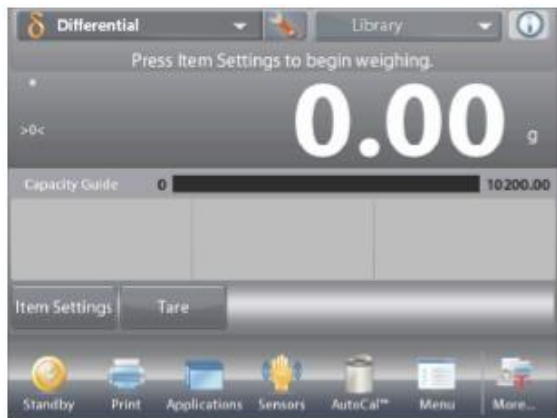 δ Differential Library
Press Item Settings to begin weighing.
*
>0<
0.00 g
Capacity Guide 0 10200.00
Item Settings Tare
Standby Print Applications Sensors AutoCal™ Menu More...